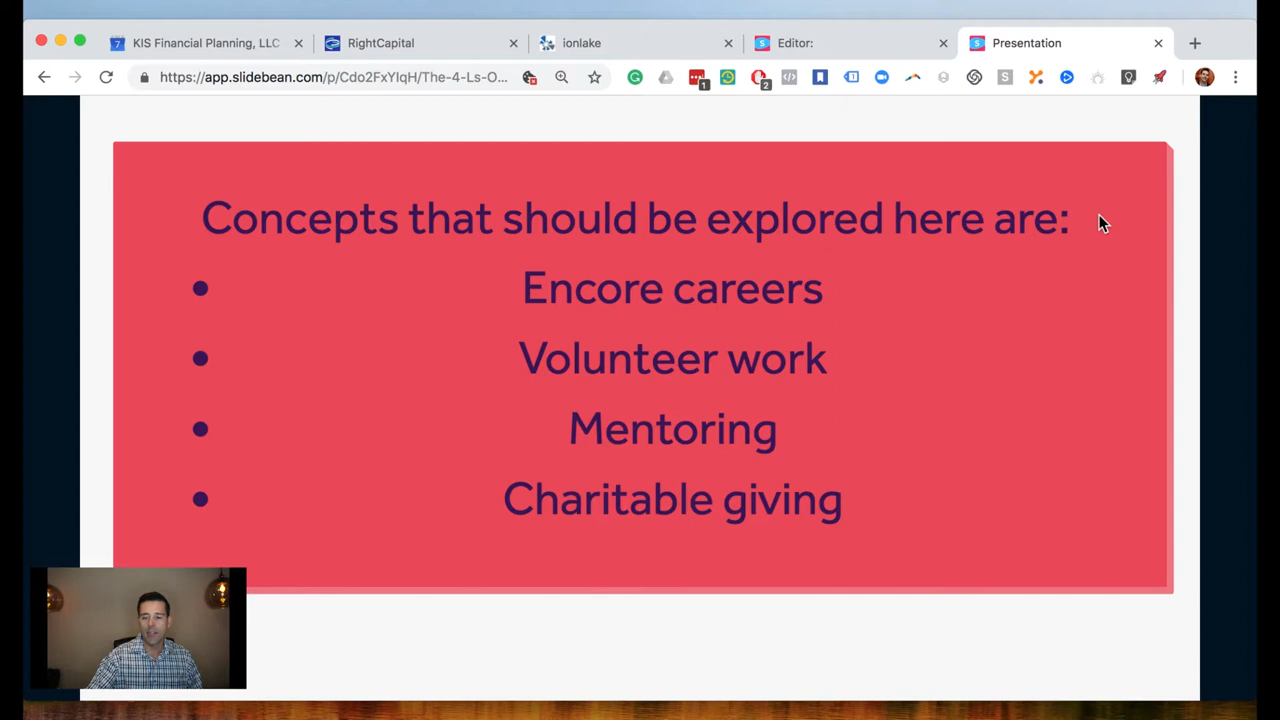 KIS Financial Planning, LLC
RightCapital
ionlake
Editor:
Presentation
https://app.slidebean.com/p/Cdo2FxYIqH/The-4-Ls-O...
Concepts that should be explored here are:
• Encore careers
• Volunteer work
• Mentoring
• Charitable giving